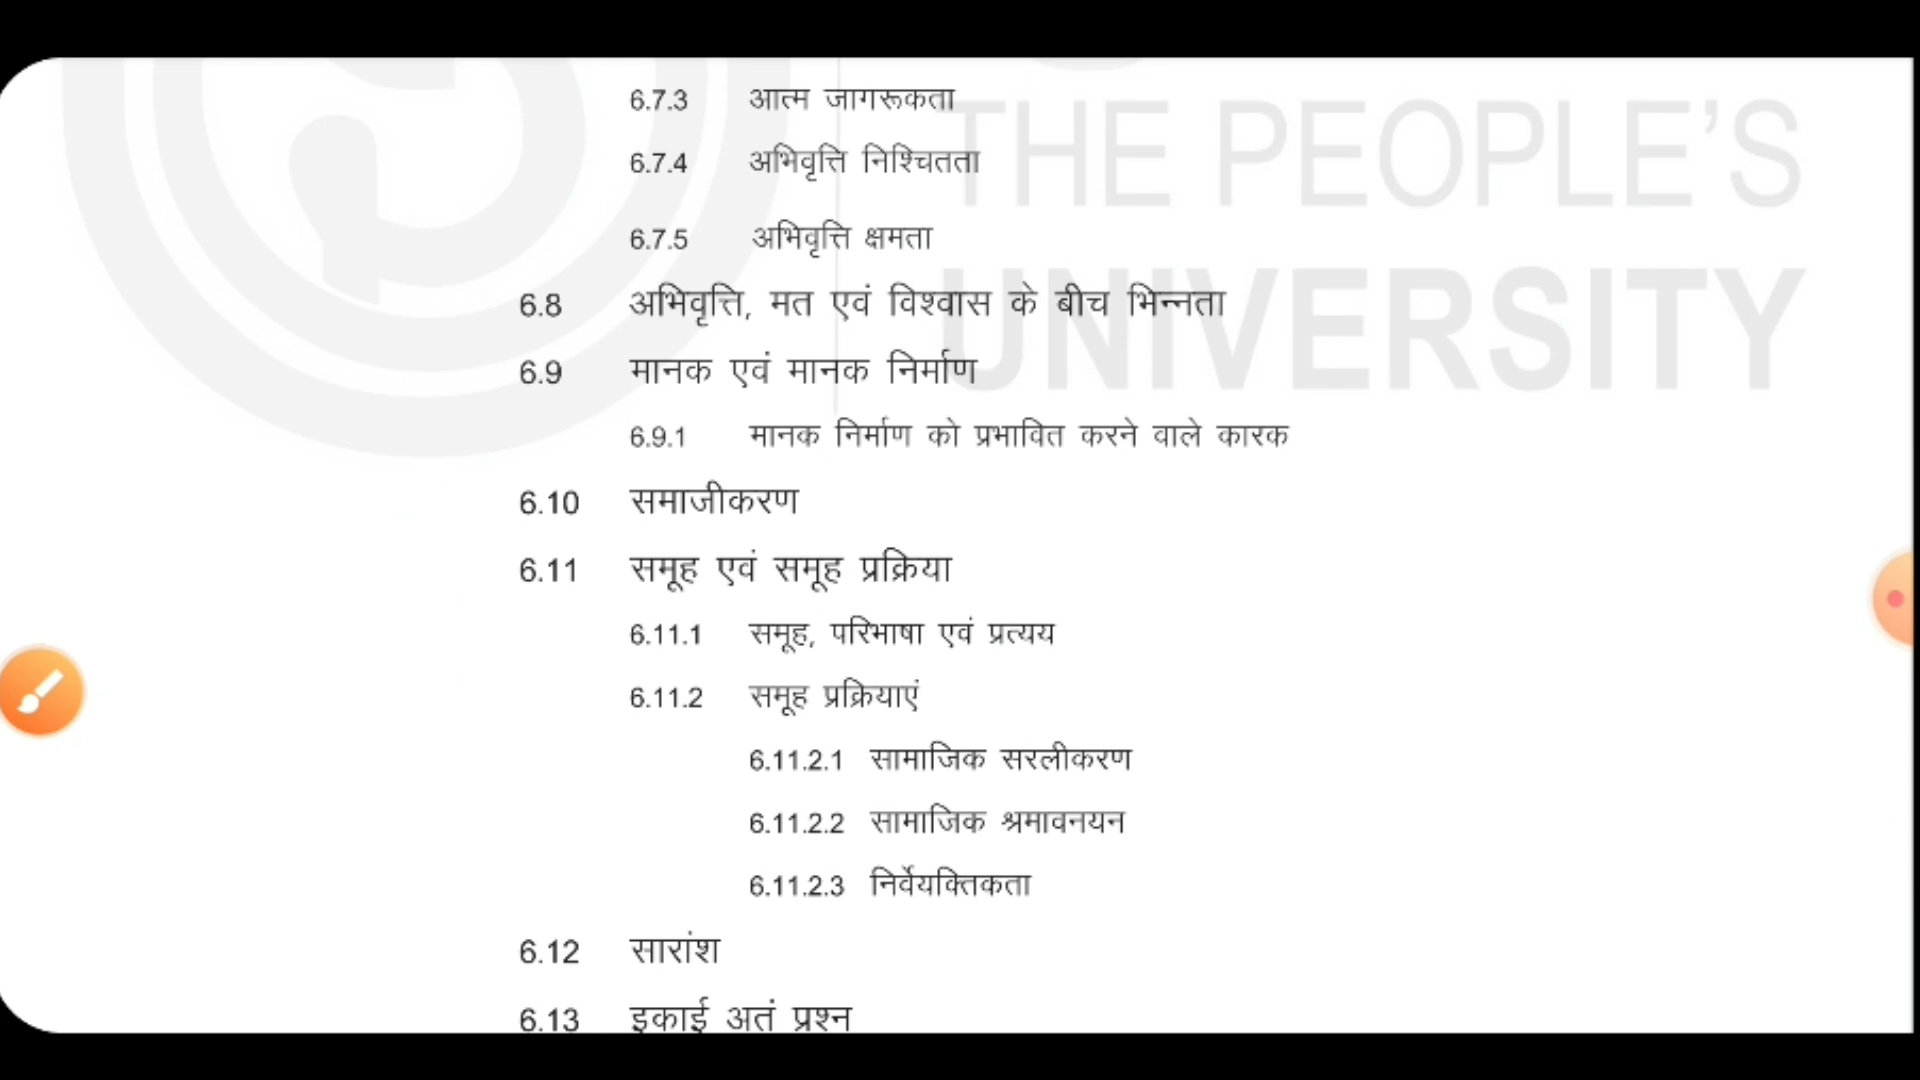 6.7.3 आत्म जागरूकता
6.7.4 अभिवृत्ति निश्चितता
6.7.5 अभिवृत्ति क्षमता
6.8 अभिवृत्ति, मत एवं विश्वास के बीच भिन्नता
6.9 मानक एवं मानक निर्माण
6.9.1 मानक निर्माण को प्रभावित करने वाले कारक
6.10 समाजीकरण
6.11 समूह एवं समूह प्रक्रिया
6.11.1 समूह, परिभाषा एवं प्रत्यय
6.11.2 समूह प्रक्रियाएं
6.11.2.1 सामाजिक सरलीकरण
6.11.2.2 सामाजिक श्रमावनयन
6.11.2.3 निर्वेयक्तिकता
6.12 सारांश
6.13 इकाई अतं प्रश्न
THE PEOPLE'S
UNIVERSITY